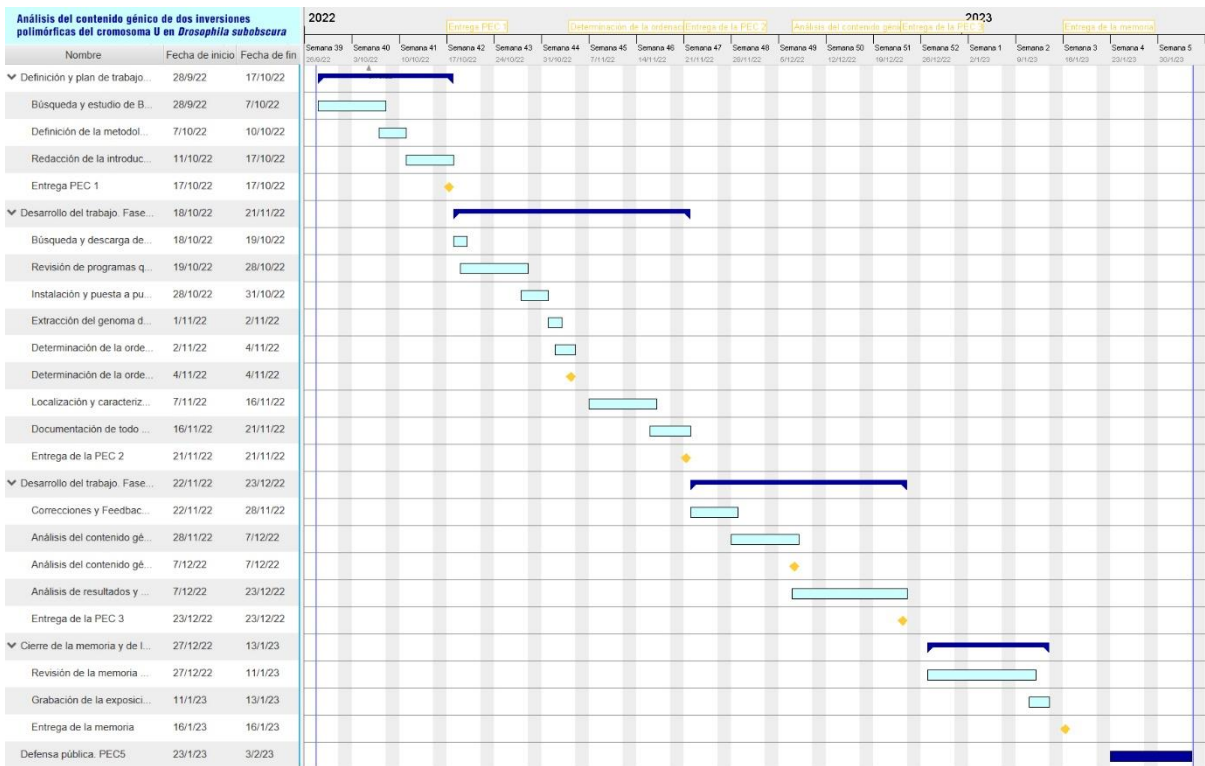 Análisis del contenido génico de dos inversiones
polimóficas del cromosoma U en Drosophila subobscura
2022
2023
Entrega PEC 1
Determinación de la ordenac
Entrega de la PEC 2
Análisis del contenido géni
Entrega de la PEC 3
Entrega de la memoria
Nombre Fecha de inicio Fecha de fin
Semana 39 Semana 40 Semana 41 Semana 42 Semana 43 Semana 44 Semana 45 Semana 46 Semana 47 Semana 48 Semana 49 Semana 50 Semana 51 Semana 52 Semana 1 Semana 2 Semana 3 Semana 4 Semana 5
26/9/22 3/10/22 10/10/22 17/10/22 24/10/22 31/10/22 7/11/22 14/11/22 21/11/22 28/11/22 5/12/22 12/12/22 19/12/22 26/12/22 2/1/23 9/1/23 16/1/23 23/1/23 30/1/23
Definición y plan de trabajo... 28/9/22 17/10/22
Búsqueda y estudio de B... 28/9/22 7/10/22
Definición de la metodol... 7/10/22 10/10/22
Redacción de la introduc... 11/10/22 17/10/22
Entrega PEC 1 17/10/22 17/10/22
Desarrollo del trabajo. Fase... 18/10/22 21/11/22
Búsqueda y descarga de... 18/10/22 19/10/22
Revisión de programas q... 19/10/22 28/10/22
Instalación y puesta a pu... 28/10/22 31/10/22
Extracción del genoma d... 1/11/22 2/11/22
Determinación de la orde... 2/11/22 4/11/22
Determinación de la orde... 4/11/22 4/11/22
Localización y caracteriz... 7/11/22 16/11/22
Documentación de todo ... 16/11/22 21/11/22
Entrega de la PEC 2 21/11/22 21/11/22
Desarrollo del trabajo. Fase... 22/11/22 23/12/22
Correcciones y Feedbac... 22/11/22 28/11/22
Análisis del contenido gé... 28/11/22 7/12/22
Análisis del contenido gé... 7/12/22 7/12/22
Análisis de resultados y ... 7/12/22 23/12/22
Entrega de la PEC 3 23/12/22 23/12/22
Cierre de la memoria y de l... 27/12/22 13/1/23
Revisión de la memoria ... 27/12/22 11/1/23
Grabación de la exposici... 11/1/23 13/1/23
Entrega de la memoria 16/1/23 16/1/23
Defensa pública. PEC5 23/1/23 3/2/23